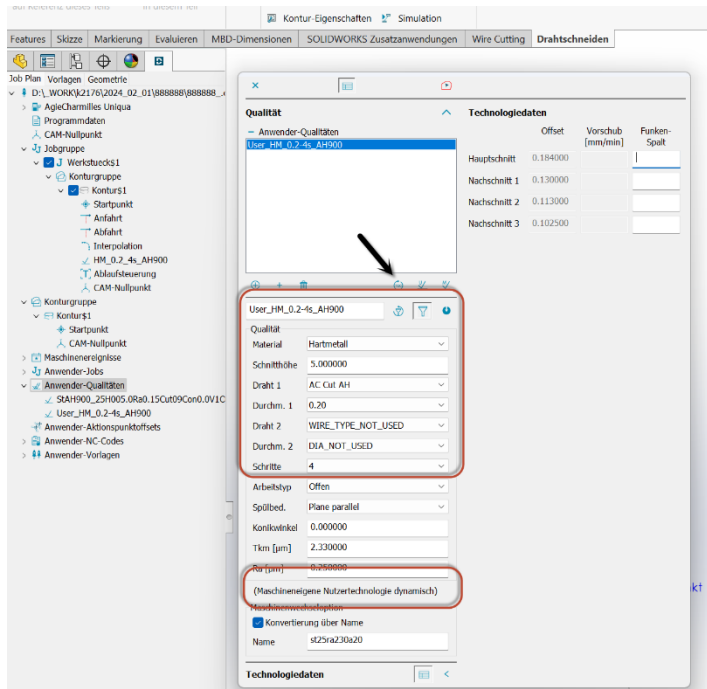 Kontur-Eigenschaften Simulation
Features Skizze Markierung Evaluieren MBD-Dimensionen SOLIDWORKS Zusatzanwendungen Wire Cutting Drahtschneiden
Job Plan Vorlagen Geometrie
D:\_WORK\k2176\2024_02_01\888888\888888_.
AgieCharmilles Uniqua
Programmdaten
CAM-Nullpunkt
Jobgruppe
Werkstueck$1
Konturgruppe
Kontur$1
Startpunkt
Anfahrt
Abfahrt
Interpolation
HM_0.2_4s_AH900
Ablaufsteuerung
CAM-Nullpunkt
Konturgruppe
Kontur$1
Startpunkt
CAM-Nullpunkt
Maschinenereignisse
Anwender-Jobs
Anwender-Qualitäten
StAH900_25H005.0Ra0.15Cut09Con0.0V1C
User_HM_0.2-4s_AH900
Anwender-Aktionspunktoffsets
Anwender-NC-Codes
Anwender-Vorlagen
Qualität
Anwender-Qualitäten
User_HM_0.2-4s_AH900
User_HM_0.2-4s_AH900
Qualität
Material Hartmetall
Schnitthöhe 5.000000
Draht 1 AC Cut AH
Durchm. 1 0.20
Draht 2 WIRE_TYPE_NOT_USED
Durchm. 2 DIA_NOT_USED
Schritte 4
Arbeitstyp Offen
Spülbed. Plane parallel
Konikwinkel 0.000000
Tkm [µm] 2.330000
Ra [µm] 0.250000
(Maschineneigene Nutzertechnologie dynamisch)
Maschinenwechseloption
Konvertierung über Name
Name st25ra230a20
Technologiedaten
Technologiedaten
Offset Vorschub [mm/min] Funken-Spalt
Hauptschnitt 0.184000
Nachschnitt 1 0.130000
Nachschnitt 2 0.113000
Nachschnitt 3 0.102500
kt